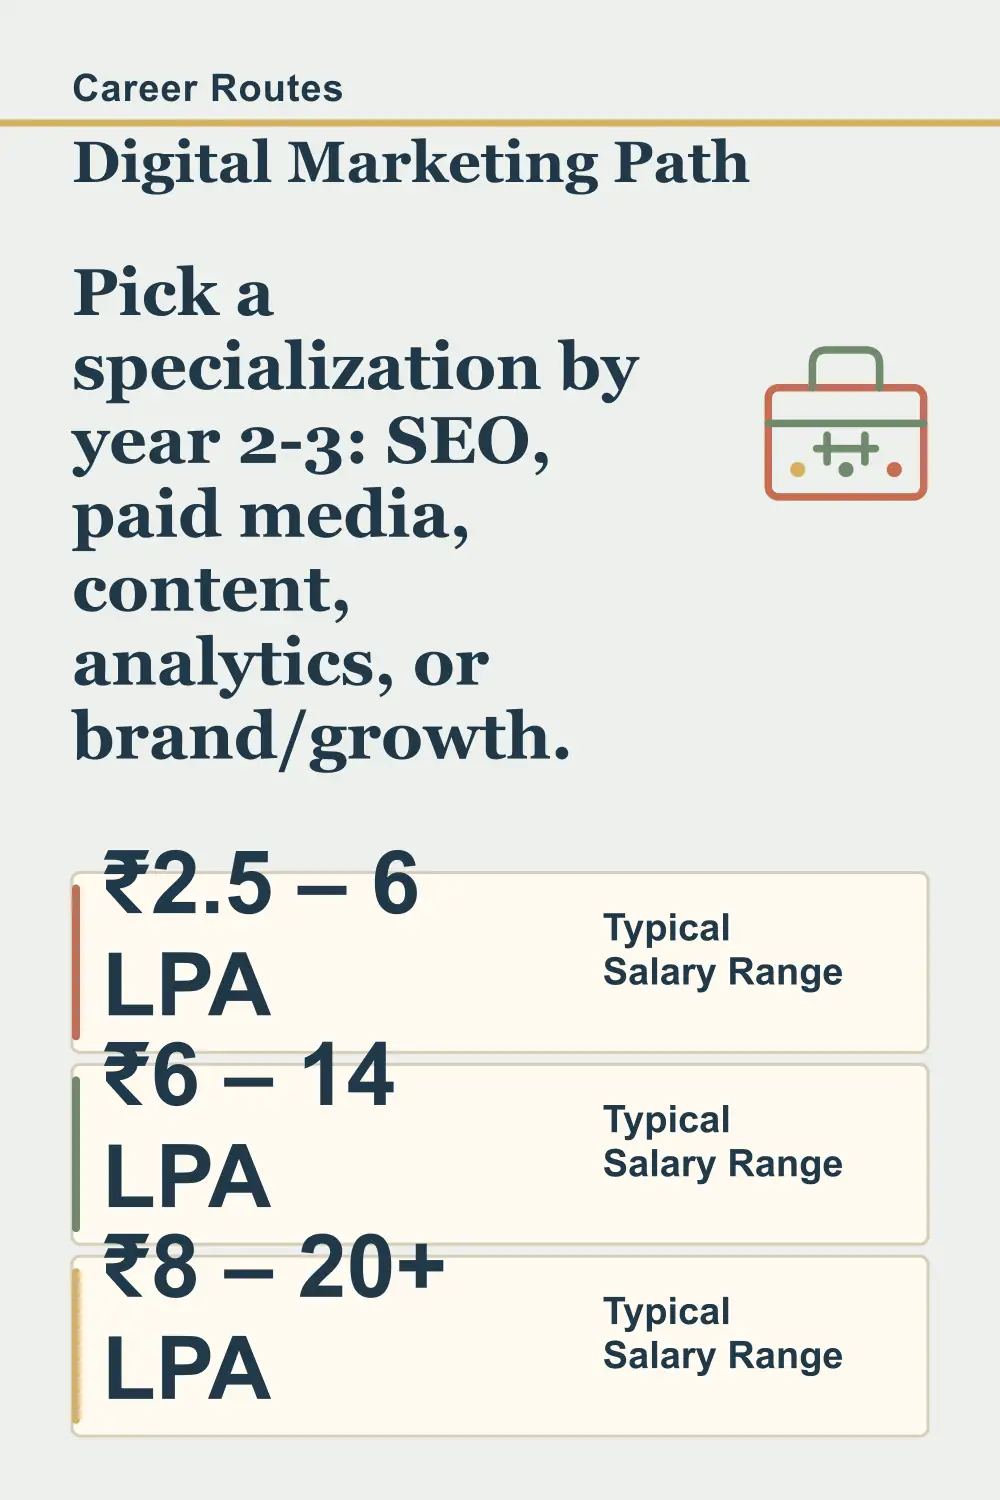 Career Routes
Digital Marketing Path
Pick a
specialization by
year 2-3: SEO,
paid media,
content,
analytics, or
brand/growth.
₹2.5 – 6
LPA
Typical
Salary Range
₹6 – 14
LPA
Typical
Salary Range
₹8 – 20+
LPA
Typical
Salary Range